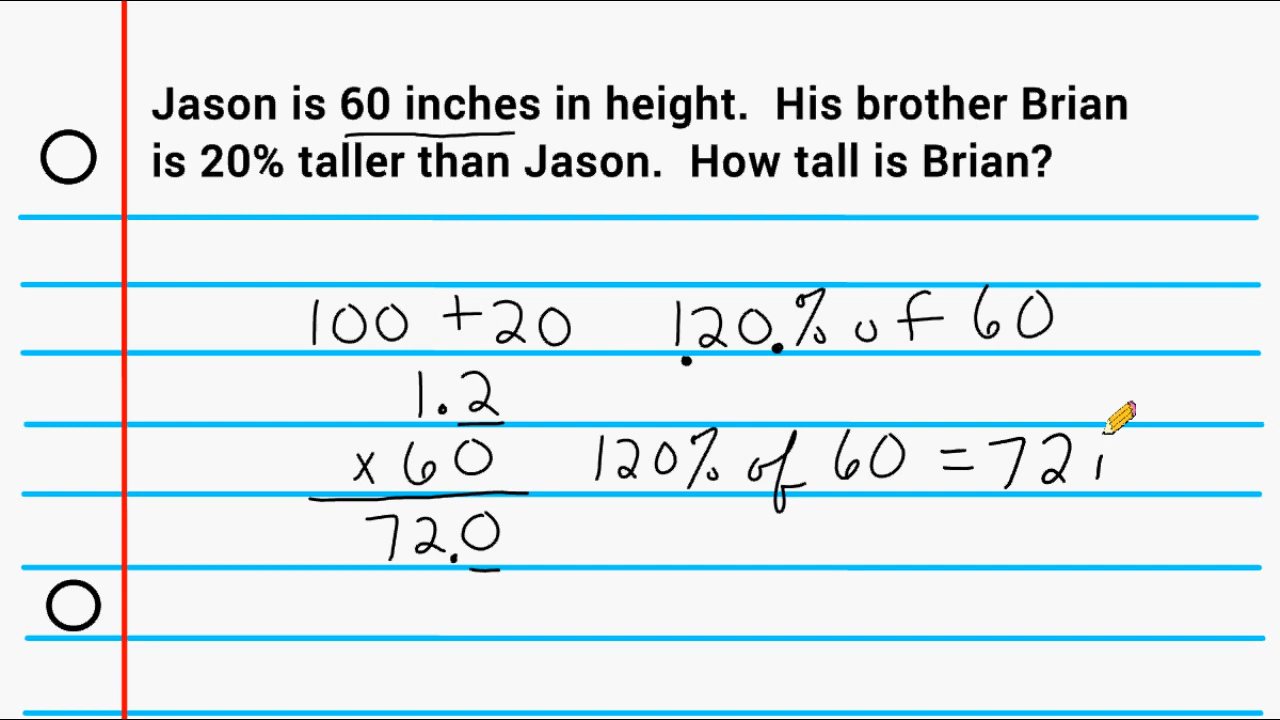 Jason is 60 inches in height. His brother Brian
is 20% taller than Jason. How tall is Brian?
100 + 20 120.% of 60
1.2
x 60 120% of 60 = 72 i
72.0